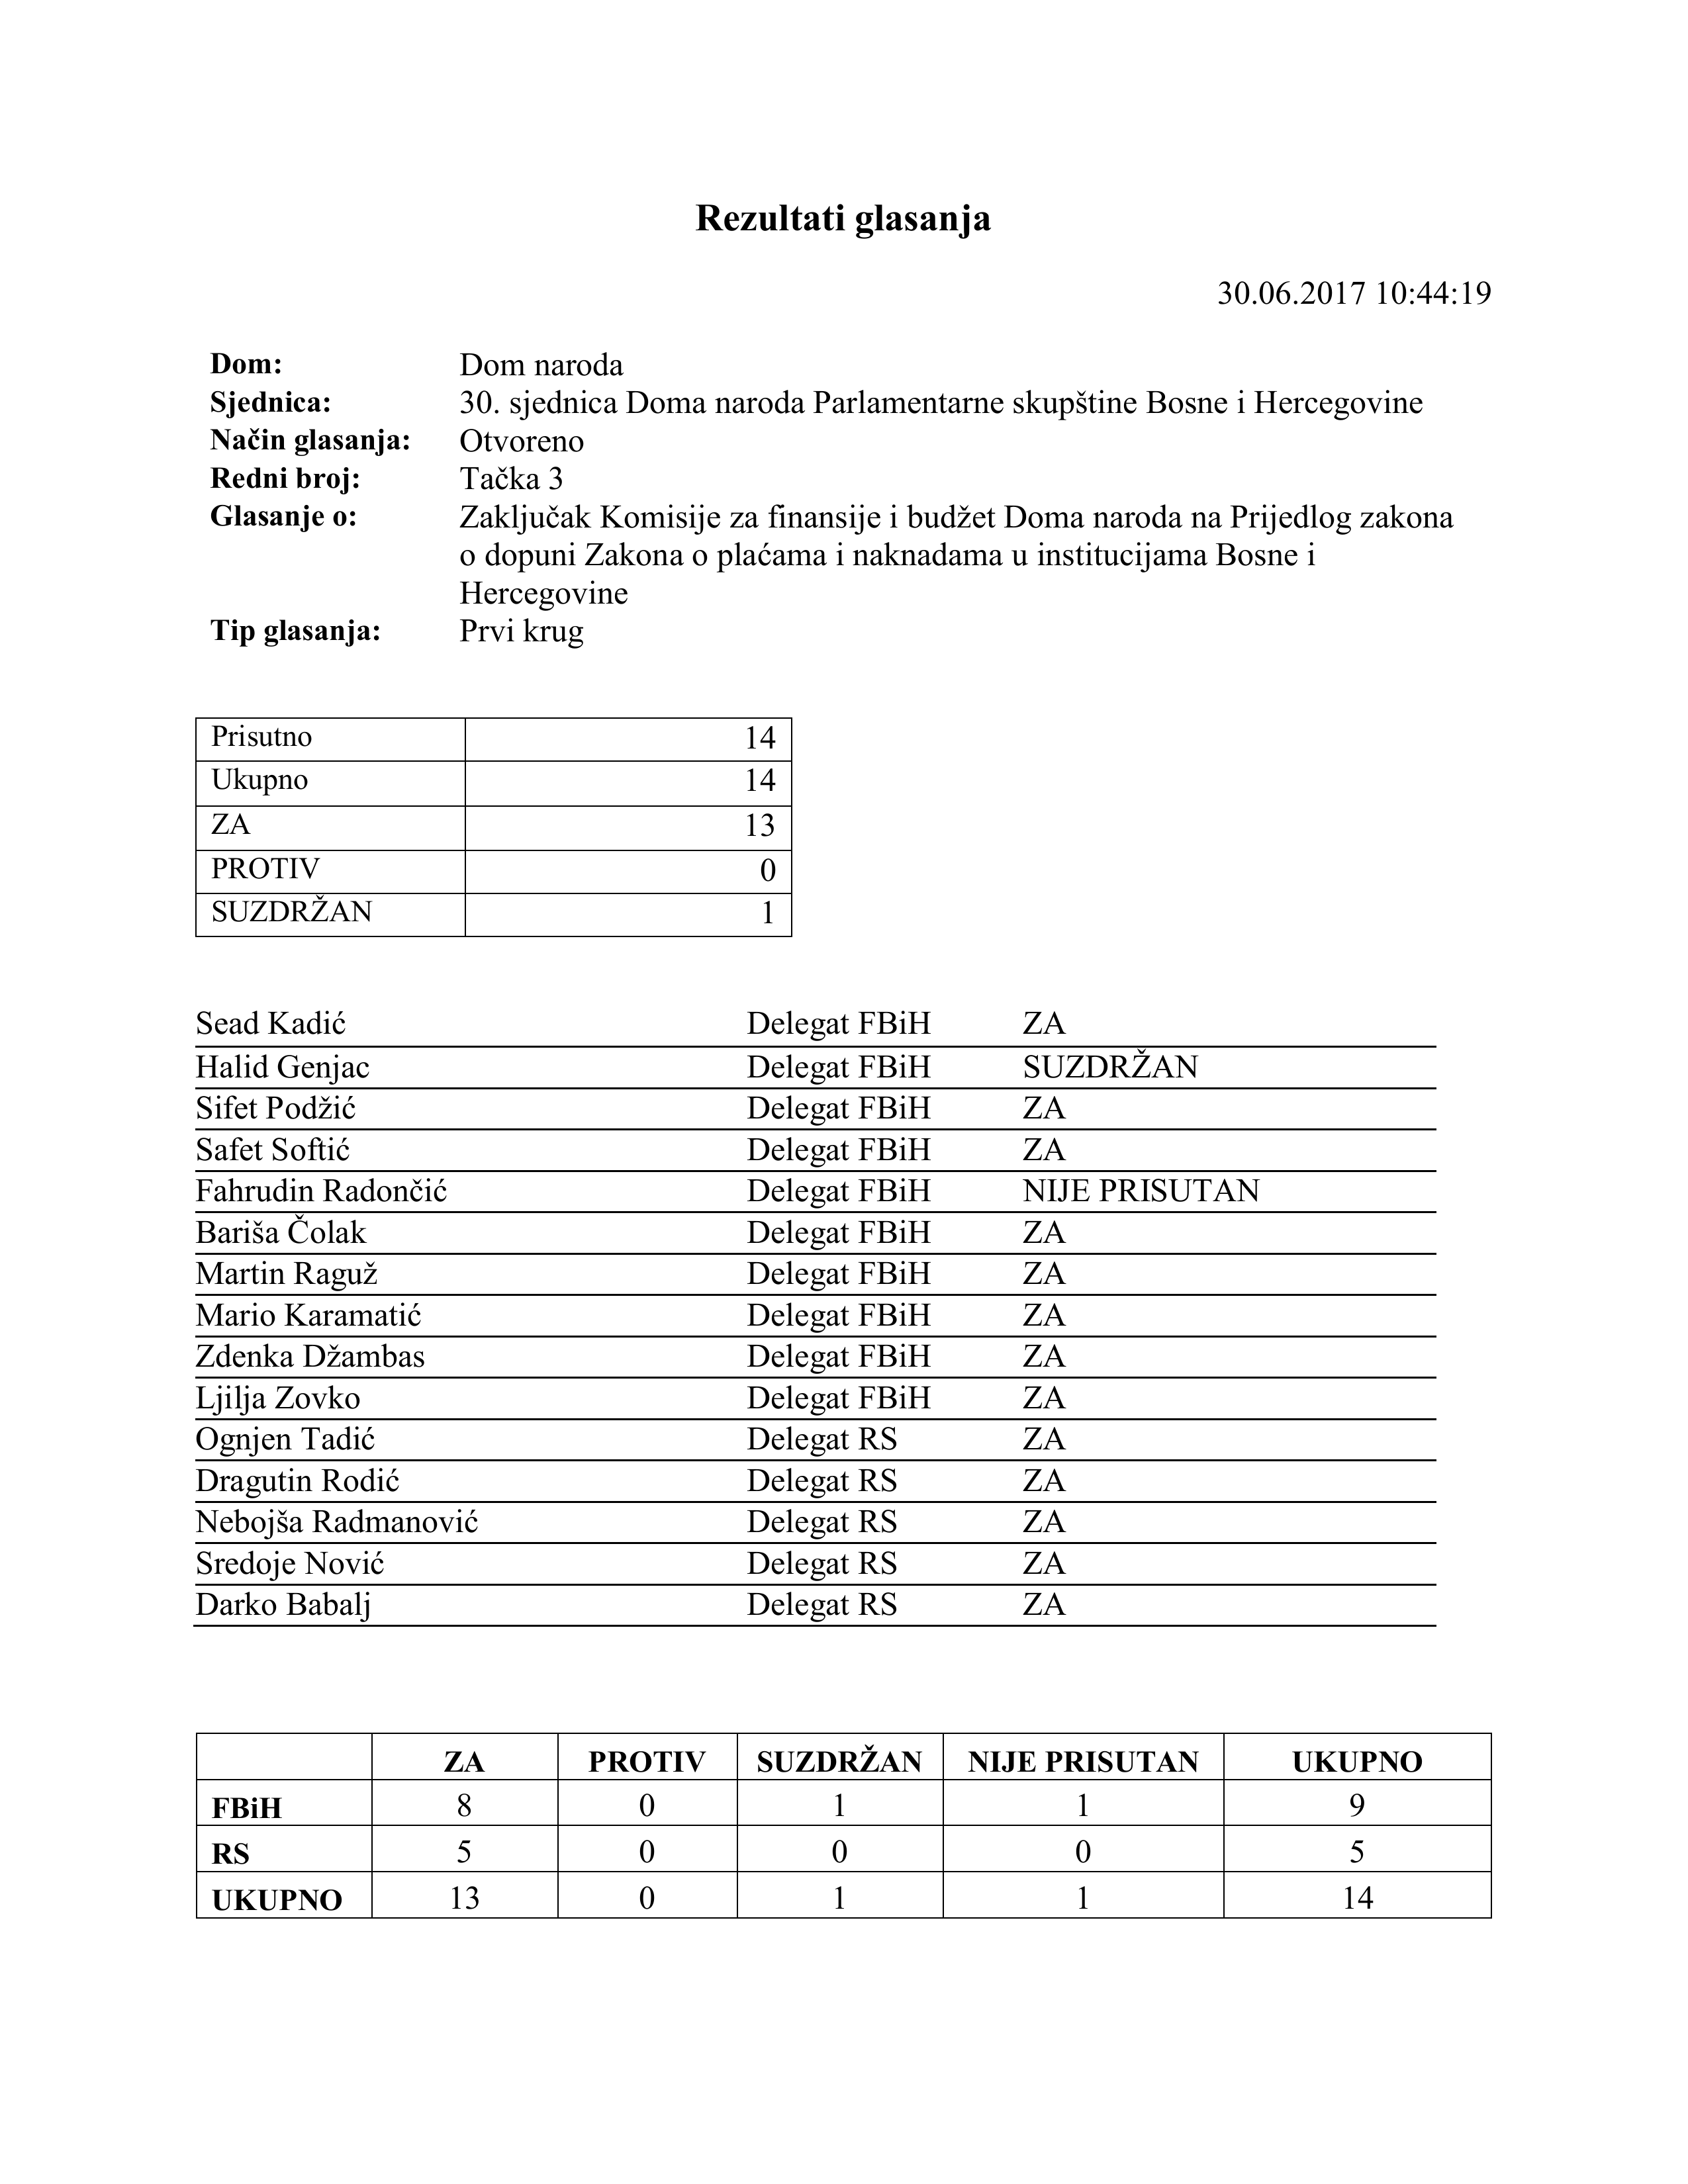 Rezultati glasanja
30.06.2017 10:44:19
Dom: Dom naroda
Sjednica: 30. sjednica Doma naroda Parlamentarne skupštine Bosne i Hercegovine
Način glasanja: Otvoreno
Redni broj: Tačka 3
Glasanje o: Zaključak Komisije za finansije i budžet Doma naroda na Prijedlog zakona
o dopuni Zakona o plaćama i naknadama u institucijama Bosne i
Hercegovine
Tip glasanja: Prvi krug
Prisutno 14
Ukupno 14
ZA 13
PROTIV 0
SUZDRŽAN 1
Sead Kadić Delegat FBiH ZA
Halid Genjac Delegat FBiH SUZDRŽAN
Sifet Podžić Delegat FBiH ZA
Safet Softić Delegat FBiH ZA
Fahrudin Radončić Delegat FBiH NIJE PRISUTAN
Bariša Čolak Delegat FBiH ZA
Martin Raguž Delegat FBiH ZA
Mario Karamatić Delegat FBiH ZA
Zdenka Džambas Delegat FBiH ZA
Ljilja Zovko Delegat FBiH ZA
Ognjen Tadić Delegat RS ZA
Dragutin Rodić Delegat RS ZA
Nebojša Radmanović Delegat RS ZA
Sredoje Nović Delegat RS ZA
Darko Babalj Delegat RS ZA
ZA PROTIV SUZDRŽAN NIJE PRISUTAN UKUPNO
FBiH 8 0 1 1 9
RS 5 0 0 0 5
UKUPNO 13 0 1 1 14